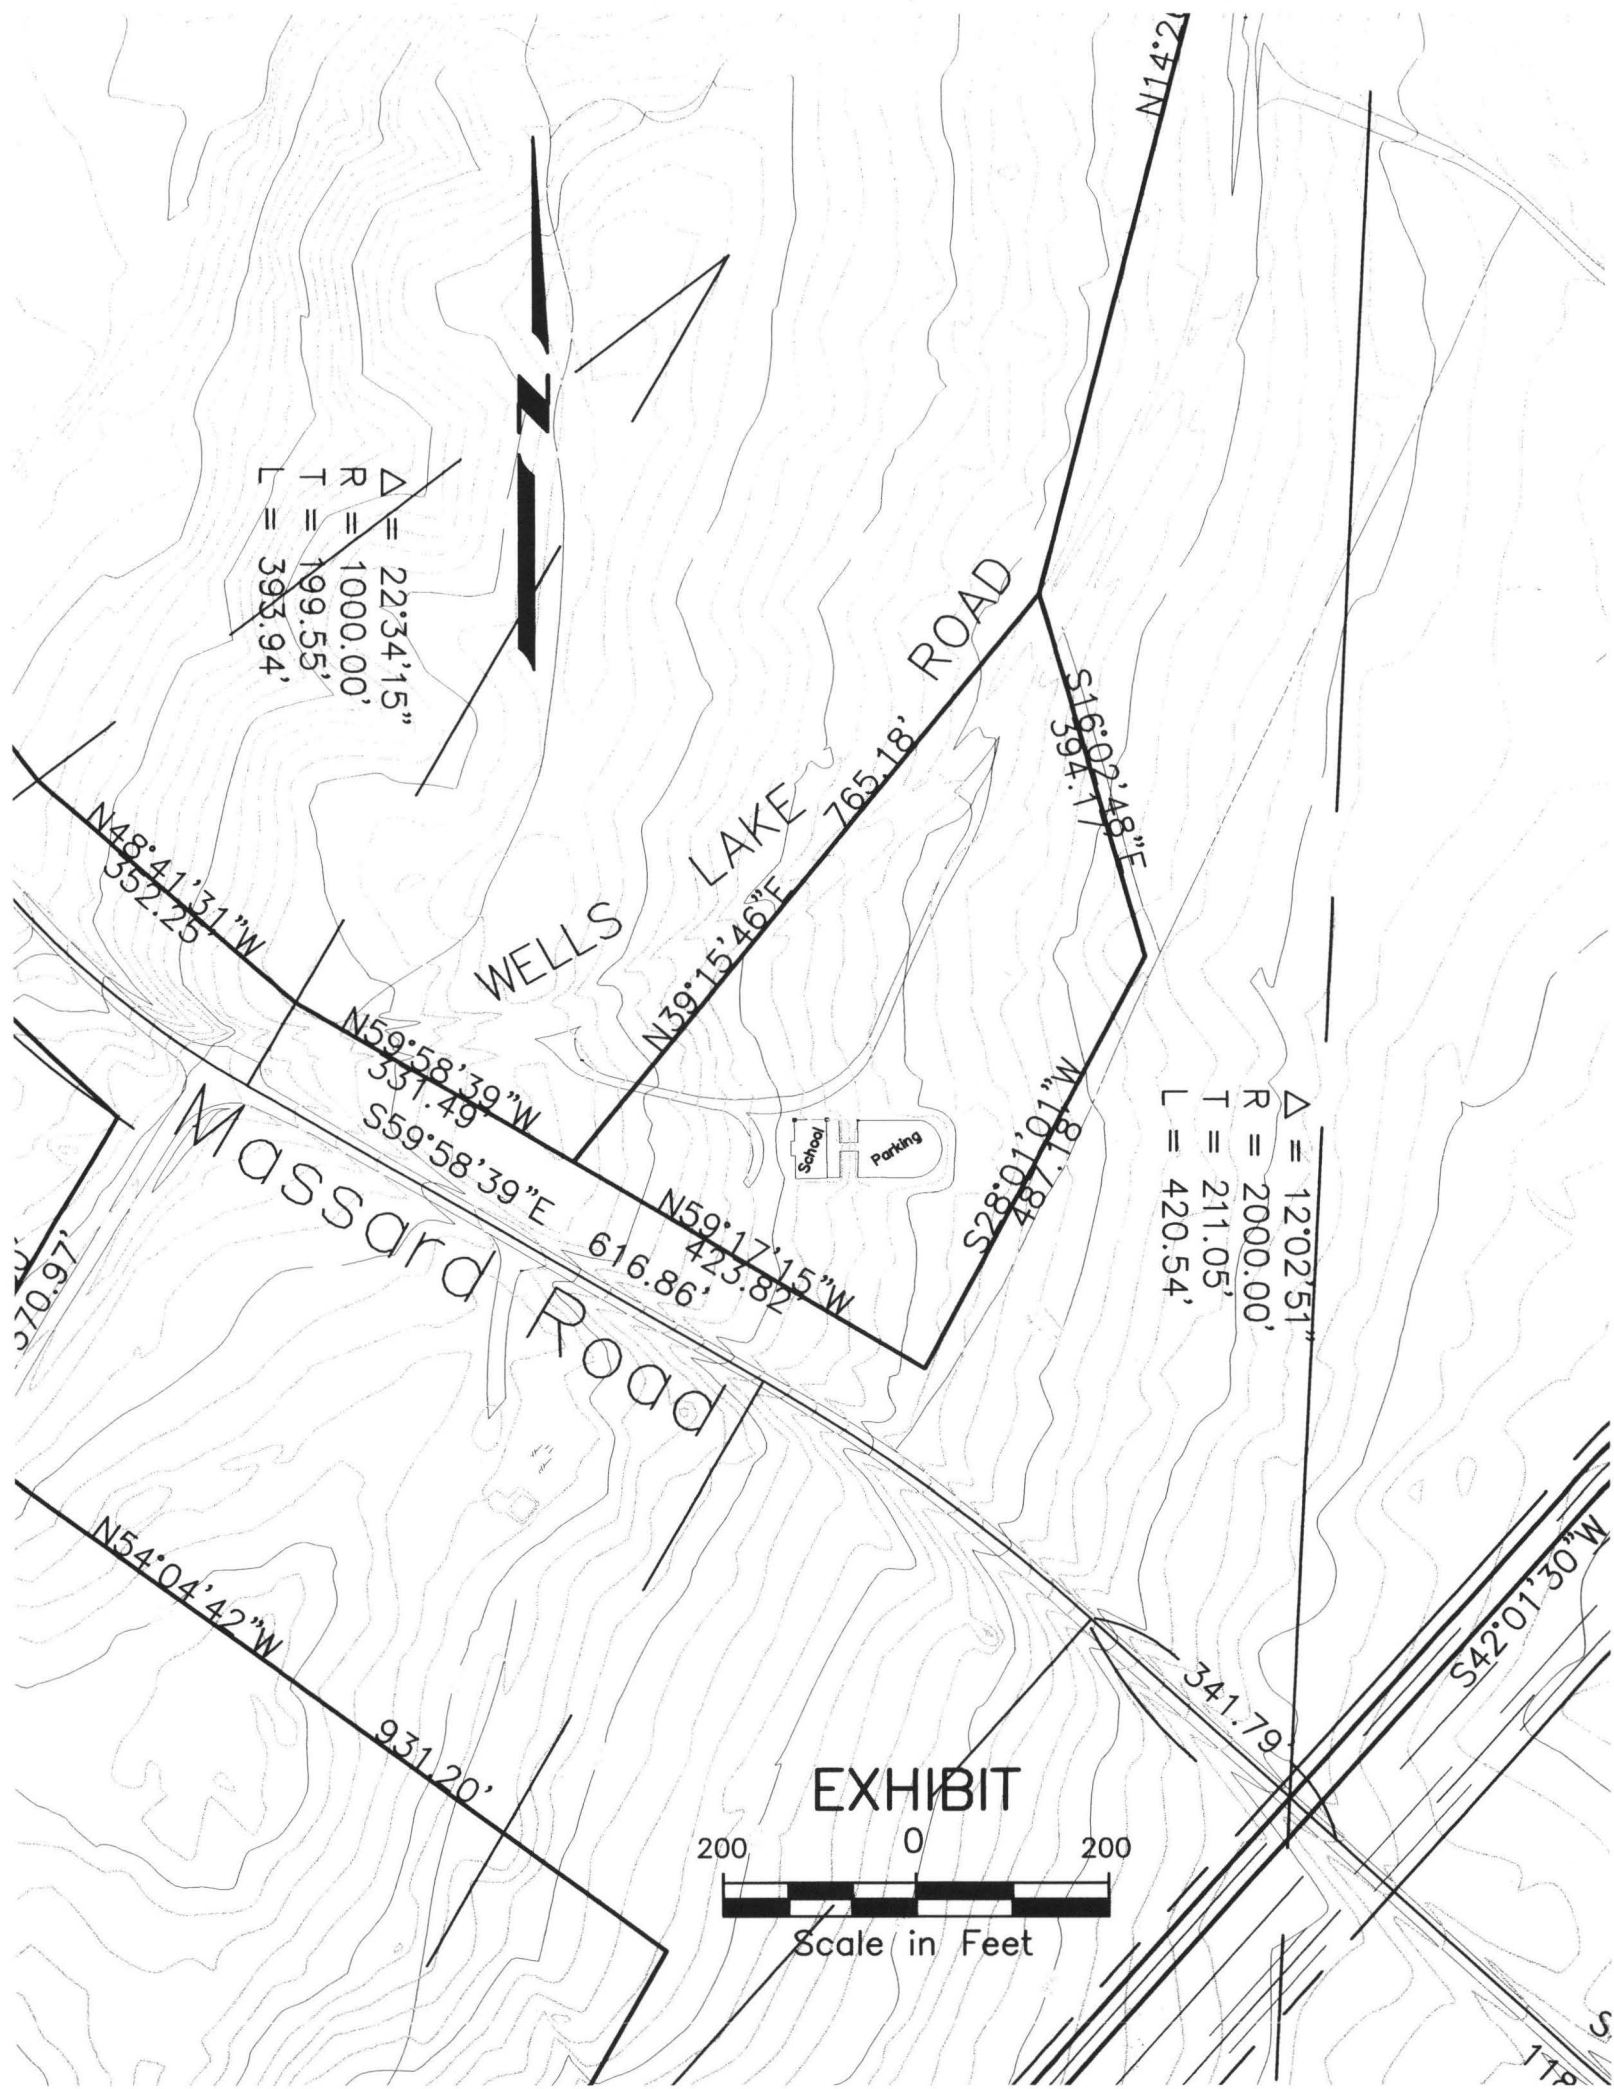 N14°2
N
Δ = 22°34'15"
R = 1000.00'
T = 199.55'
L = 393.94'
WELLS LAKE ROAD
S16°02'48"E
394.17'
N39°15'46"E 765.18'
N48°41'31"W
352.25'
N59°58'39"W
331.49'
S59°58'39"E 616.86'
N59°17'15"W
423.82'
School
Parking
S28°01'01"W
487.18'
Δ = 12°02'51"
R = 2000.00'
T = 211.05'
L = 420.54'
Massard Road
370.97'
N54°04'42"W 931.20'
341.79'
S42°01'30"W
EXHIBIT
200 0 200
Scale in Feet
S
118